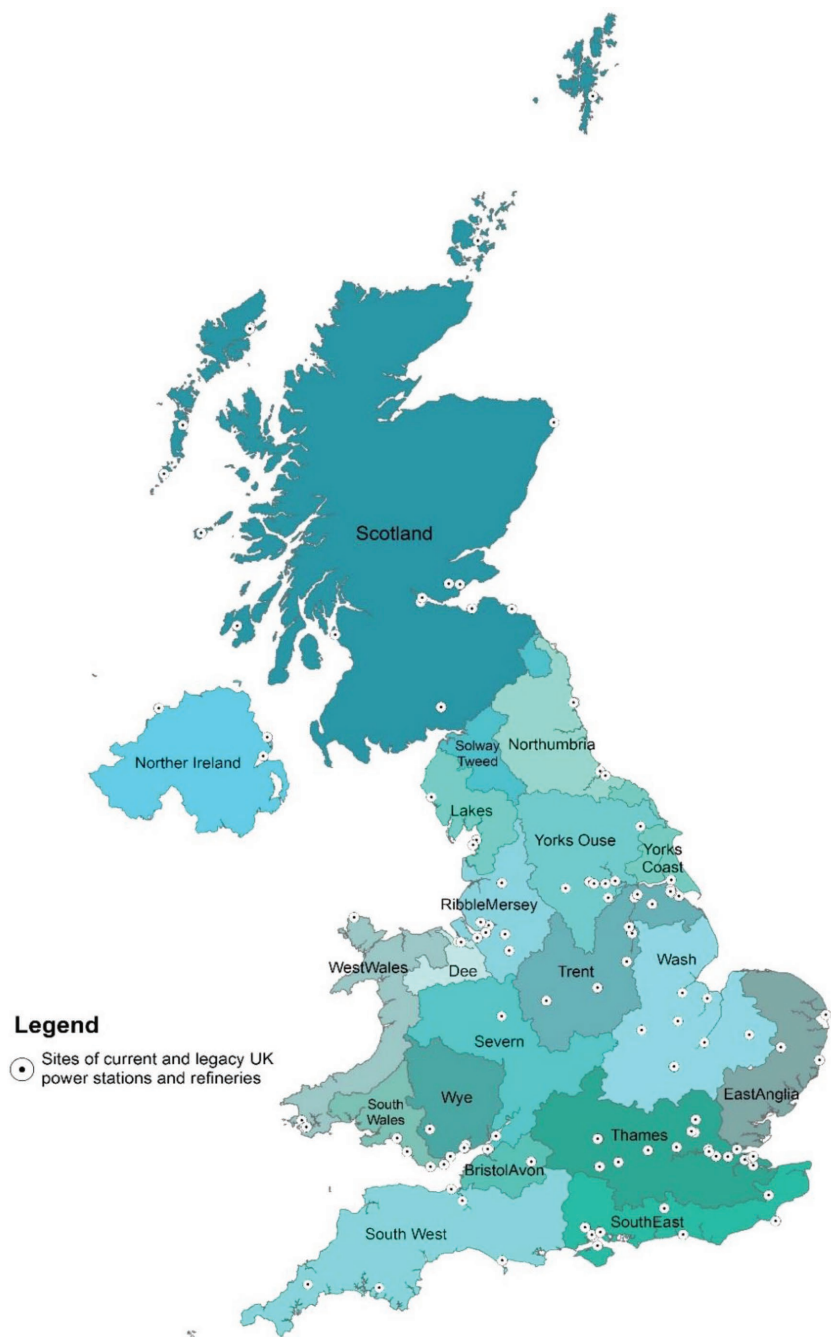 Scotland
Norther Ireland
Solway
Tweed
Northumbria
Lakes
Yorks Ouse
Yorks
Coast
RibbleMersey
WestWales
Dee
Trent
Wash
Legend
Sites of current and legacy UK
power stations and refineries
Severn
EastAnglia
South
Wales
Wye
Thames
BristolAvon
SouthEast
South West